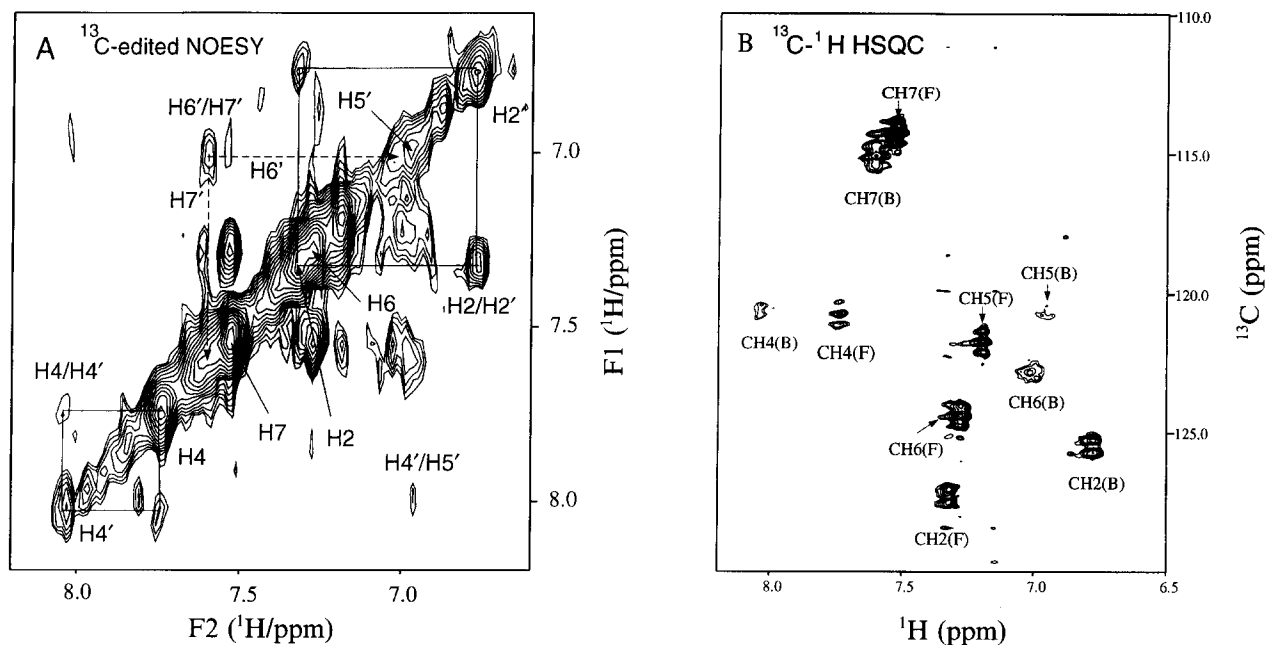 A ¹³C-edited NOESY
H6′/H7′
H5′
H2″
H7′
H6′
H6
H2/H2′
H4/H4′
H7
H2
H4
H4′/H5′
H4′
7.0
7.5
8.0
F1 (¹H/ppm)
8.0 7.5 7.0
F2 (¹H/ppm)
B ¹³C-¹H HSQC
CH7(F)
CH7(B)
CH5(B)
CH5(F)
CH4(B)
CH4(F)
CH6(B)
CH6(F)
CH2(B)
CH2(F)
110.0
115.0
120.0
125.0
¹³C (ppm)
8.0 7.5 7.0 6.5
¹H (ppm)